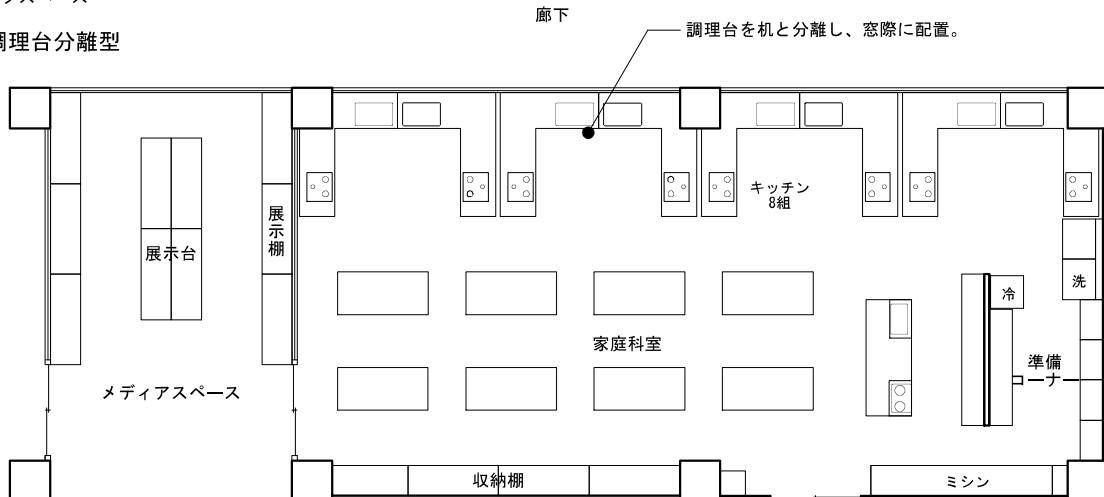 廊下
調理台を机と分離し、窓際に配置。
調理台分離型
キッチン
8組
展示棚
展示台
洗
冷
家庭科室
準備
ーナー
メディアスペース
収納棚
ミシン